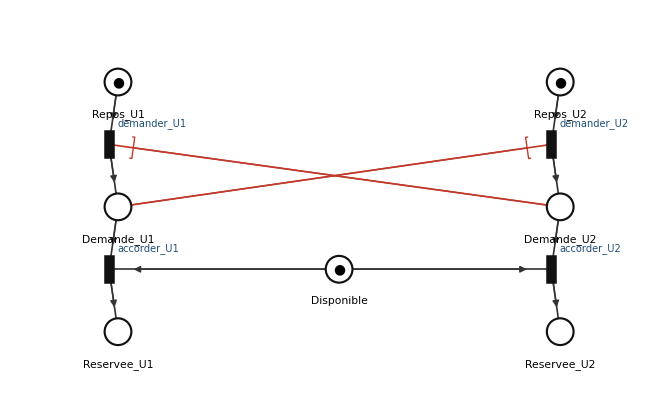 Repos_U1
Repos_U2
demander_U1
demander_U2
Demande_U1
Demande_U2
accorder_U1
accorder_U2
Disponible
Reservee_U1
Reservee_U2